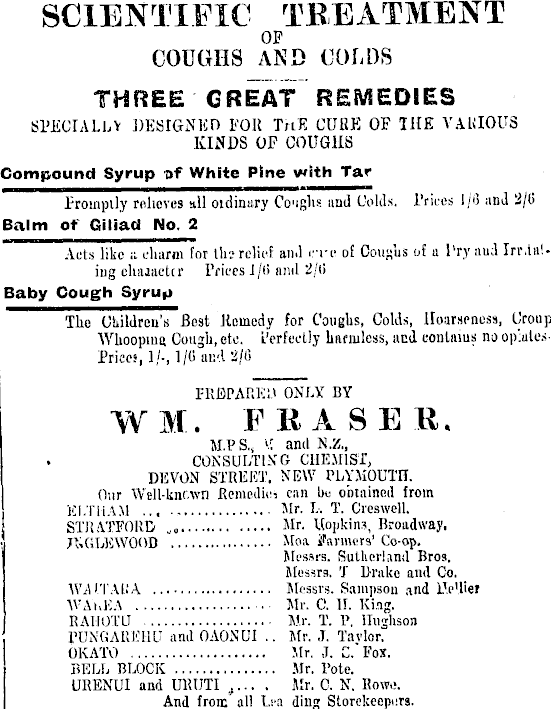 SCIENTIFIC TREATMENT
OF
COUGHS AND COLDS
THREE GREAT REMEDIES
SPECIALLY DESIGNED FOR THE CURE OF THE VARIOUS
KINDS OF COUGHS
Compound Syrup of White Pine with Tar
Promptly relieves all ordinary Coughs and Colds. Prices 1/6 and 2/6
Balm of Giliad No. 2
Acts like a charm for the relief and cure of Coughs of a Dry and Irritat-
ing character Prices 1/6 and 2/6
Baby Cough Syrup
The Children's Best Remedy for Coughs, Colds, Hoarseness, Croup
Whooping Cough, etc. Perfectly harmless, and contains no opiates.
Prices, 1/-, 1/6 and 2/6
PREPARED ONLY BY
WM. FRASER.
M.P.S., and N.Z.,
CONSULTING CHEMIST,
DEVON STREET, NEW PLYMOUTH.
Our Well-known Remedies can be obtained from
ELTHAM ... ............... Mr. L. T. Creswell.
STRATFORD ............... Mr. Hopkins, Broadway.
INGLEWOOD ............... Moa Farmers' Co-op.
Messrs. Sutherland Bros.
Messrs. T Drake and Co.
WAITARA .................. Messrs. Sampson and
WAREA .................... Mr. C. H. King.
RAHOTU ................... Mr. T. P. Hughson
PUNGAREHU and OAONUI .. Mr. J. Taylor.
OKATO .................... Mr. J. C. Fox.
BELL BLOCK ............... Mr. Pote.
URENUI and URUTI ..... Mr. C. N. Rowe.
And from all Leading Storekeepers.